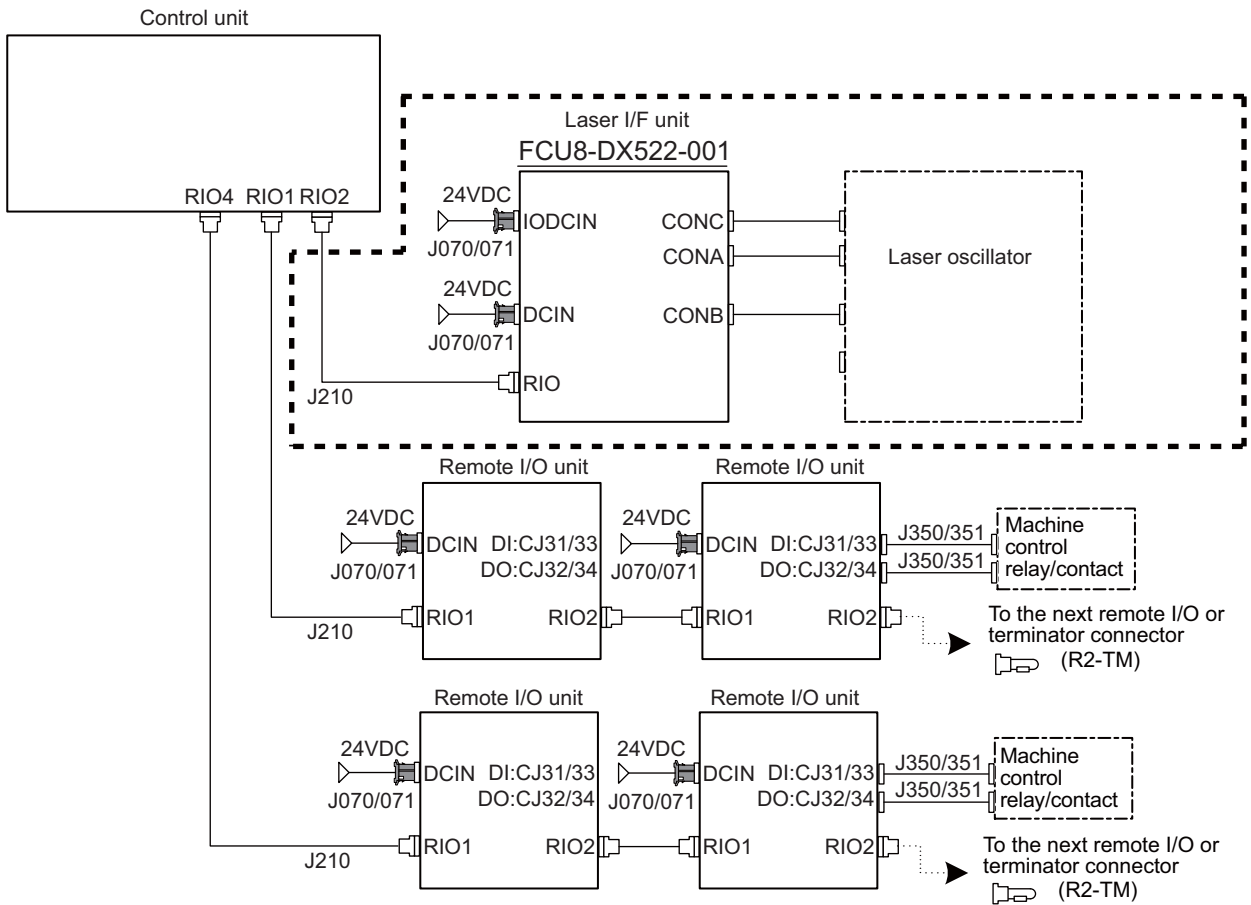 Control unit
RIO4 RIO1 RIO2
Laser I/F unit
FCU8-DX522-001
24VDC
IODCIN
J070/071
24VDC
DCIN
J070/071
RIO
J210
CONC
CONA
CONB
Laser oscillator
Remote I/O unit
24VDC
DCIN DI:CJ31/33
J070/071
DO:CJ32/34
RIO1
RIO2
J210
Remote I/O unit
24VDC
DCIN DI:CJ31/33
J070/071
DO:CJ32/34
RIO1
RIO2
J350/351
J350/351
Machine
control
relay/contact
To the next remote I/O or
terminator connector
(R2-TM)
Remote I/O unit
24VDC
DCIN DI:CJ31/33
J070/071
DO:CJ32/34
RIO1
RIO2
J210
Remote I/O unit
24VDC
DCIN DI:CJ31/33
J070/071
DO:CJ32/34
RIO1
RIO2
J350/351
J350/351
Machine
control
relay/contact
To the next remote I/O or
terminator connector
(R2-TM)